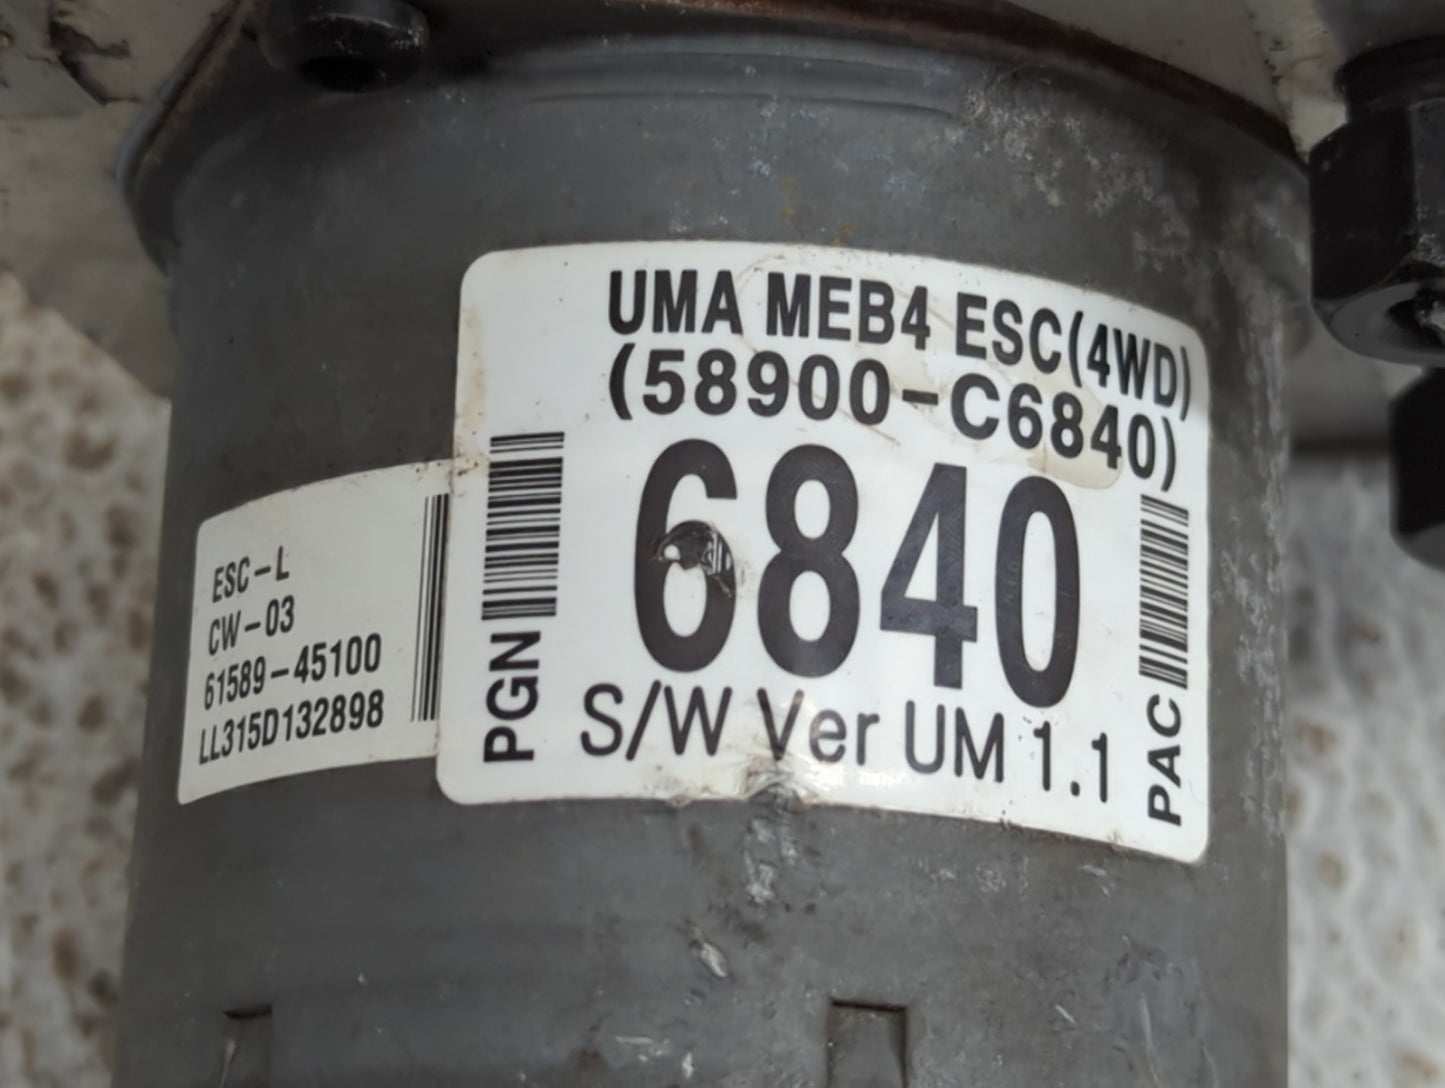 UMA MEB4 ESC(4WD)
(58900-C6840)
6840
S/W Ver UM 1.1
PGN
PAC
ESC-L
CW-03
61589-45100
LL315D132898